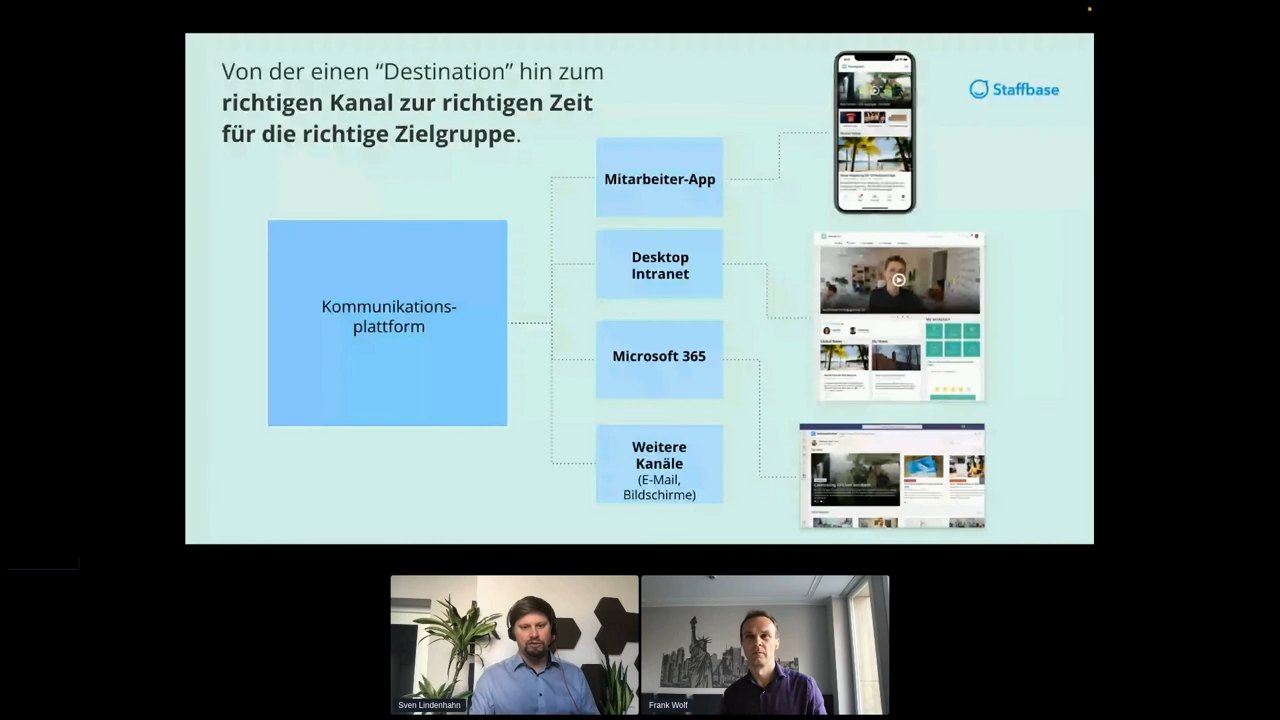 Von der einen “Destination” hin zum
richtigen Kanal zur richtigen Zeit
für die richtige Zielgruppe.
Staffbase
Mitarbeiter-App
Desktop
Intranet
Kommunikations-
plattform
Microsoft 365
Weitere
Kanäle
(E-Mail,
Bildschirme)
Sven Lindenhahn
Frank Wolf